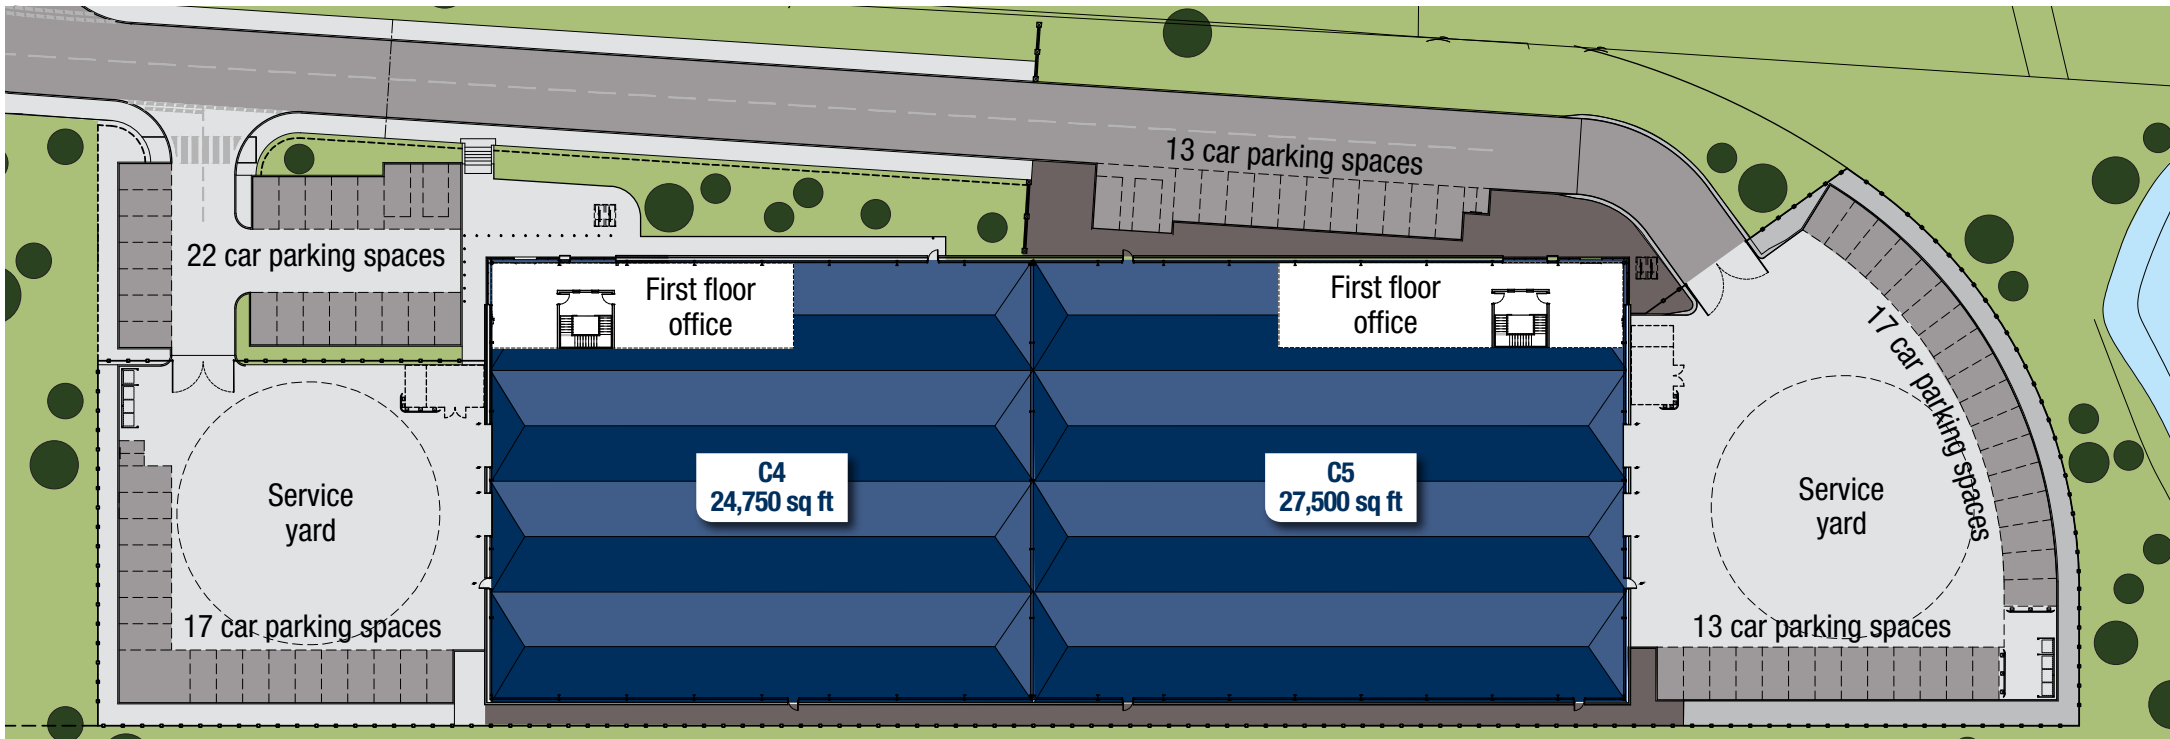 13 car parking spaces
22 car parking spaces
First floor
office
First floor
office
17 car parking spaces
C4
24,750 sq ft
C5
27,500 sq ft
Service
yard
Service
yard
17 car parking spaces
13 car parking spaces